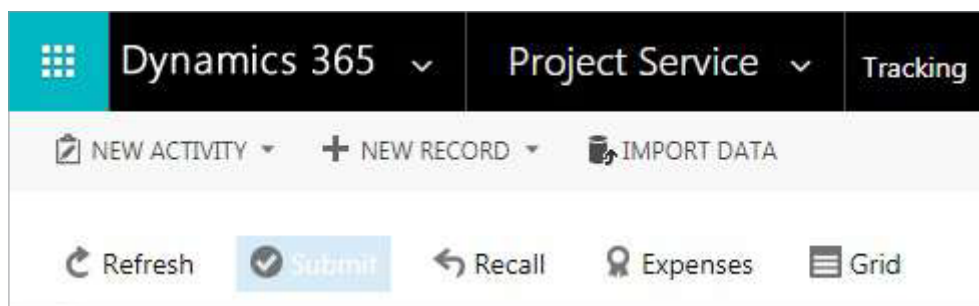 Dynamics 365 Project Service Tracking
NEW ACTIVITY NEW RECORD IMPORT DATA
Refresh Submit Recall Expenses Grid